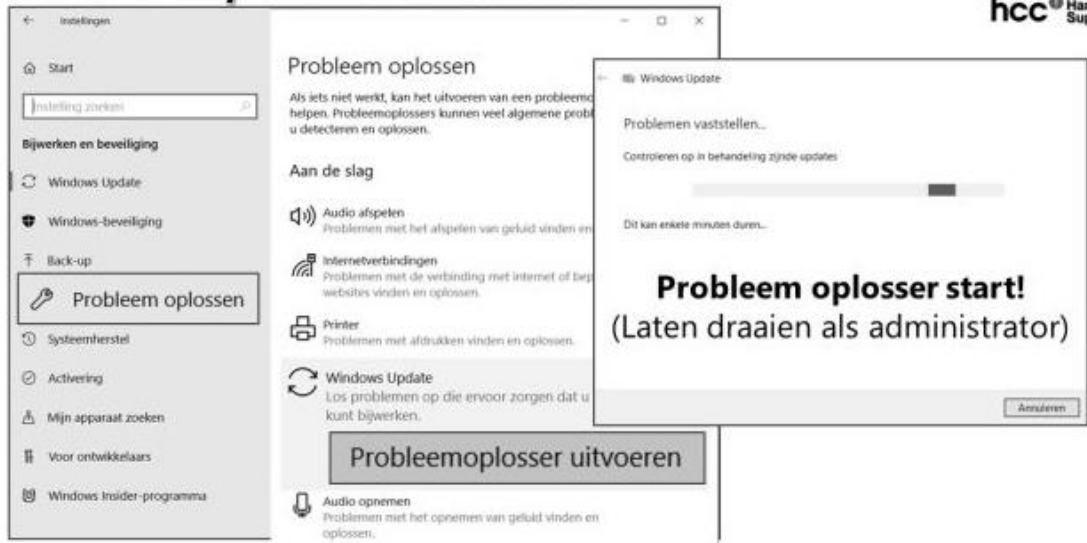 hcc
Instellingen
Start
Instelling zoeken
Bijwerken en beveiliging
Windows Update
Windows-beveiliging
Back-up
Probleem oplossen
Systeemherstel
Activering
Mijn apparaat zoeken
Voor ontwikkelaars
Windows Insider-programma
Probleem oplossen
Als iets niet werkt, kan het uitvoeren van een
helpen. Probleemoplossers kunnen veel algemene
u detecteren en oplossen.
Aan de slag
Audio afspelen
Problemen met het afspelen van geluid vinden en
Internetverbindingen
Problemen met de verbinding met internet of
websites vinden en oplossen.
Printer
Problemen met afdrukken vinden en oplossen.
Windows Update
Los problemen op die ervoor zorgen dat u
kunt bijwerken.
Probleemoplosser uitvoeren
Audio opnemen
Problemen met het opnemen van geluid vinden en
oplossen.
Windows Update
Problemen vaststellen...
Controleren op in behandeling zijnde updates
Dit kan enkele minuten duren...
Probleem oplosser start!
(Laten draaien als administrator)
Annuleren